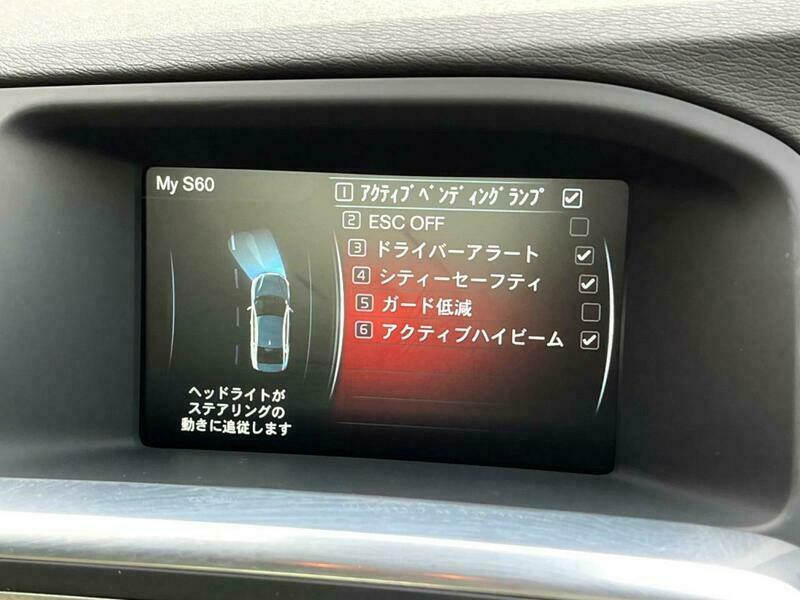 My S60
1 アクティブベンディングランプ
2 ESC OFF
3 ドライバーアラート
4 シティーセーフティ
5 ガード低減
6 アクティブハイビーム
ヘッドライトが
ステアリングの
動きに追従します